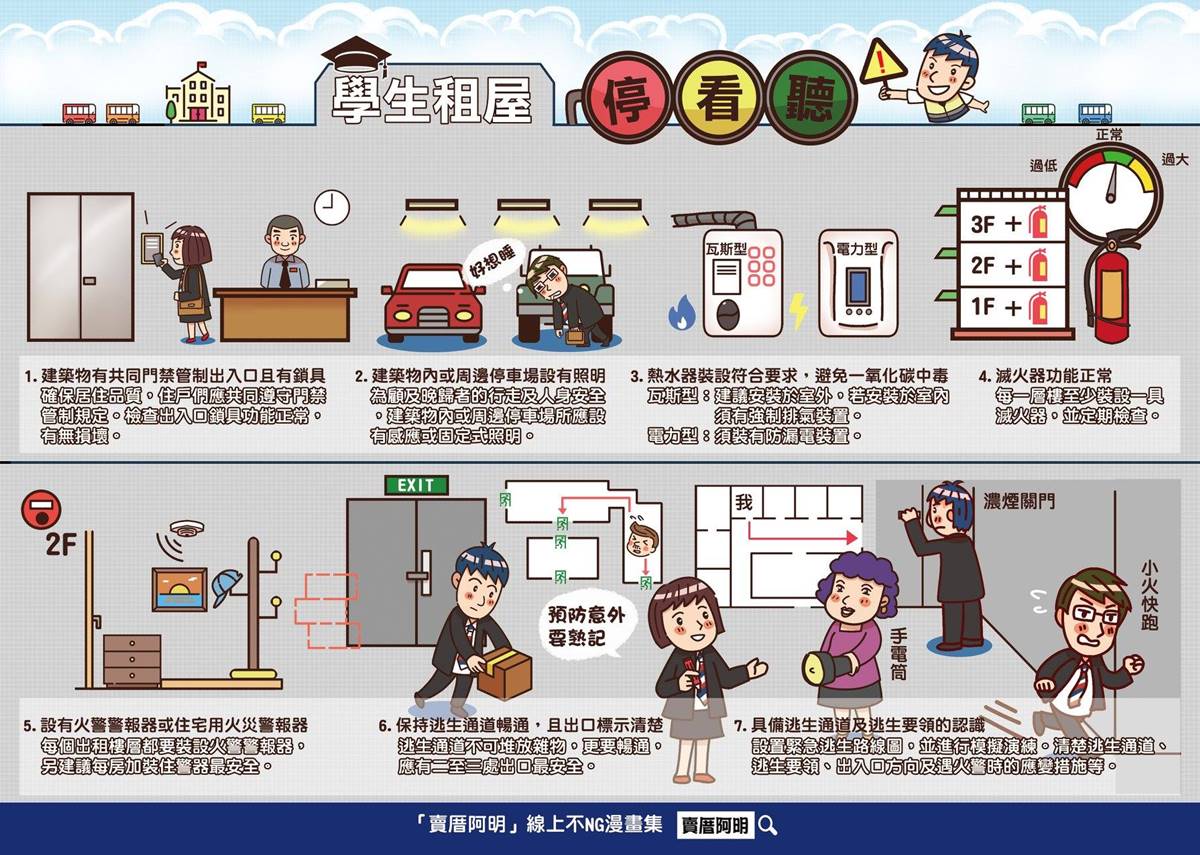 學生租屋
停看聽
正常
過低
過大
好想睡
瓦斯型
電力型
3F +
2F +
1F +
1. 建築物有共同門禁管制出入口且有鎖具
確保居住品質，住戶們應共同遵守門禁
管制規定。檢查出入口鎖具功能正常，
有無損壞。
2. 建築物內或周邊停車場設有照明
為顧及晚歸者的行走及人身安全
，建築物內或周邊停車場所應設
有感應或固定式照明。
3. 熱水器裝設符合要求，避免一氧化碳中毒
瓦斯型：建議安裝於室外，若安裝於室內
須有強制排氣裝置。
電力型：須裝有防漏電裝置。
4. 滅火器功能正常
每一層樓至少裝設一具
滅火器，並定期檢查。
2F
EXIT
預防意外
要熟記
我
手電筒
濃煙關門
小火快跑
5. 設有火警警報器或住宅用火災警報器
每個出租樓層都要裝設火警警報器，
另建議每房加裝住警器最安全。
6. 保持逃生通道暢通，且出口標示清楚
逃生通道不可堆放雜物，更要暢通，
應有二至三處出口最安全。
7. 具備逃生通道及逃生要領的認識
設置緊急逃生路線圖，並進行模擬演練。清楚逃生通道、
逃生要領、出入口方向及遇火警時的應變措施等。
「賣厝阿明」線上不NG漫畫集 賣厝阿明